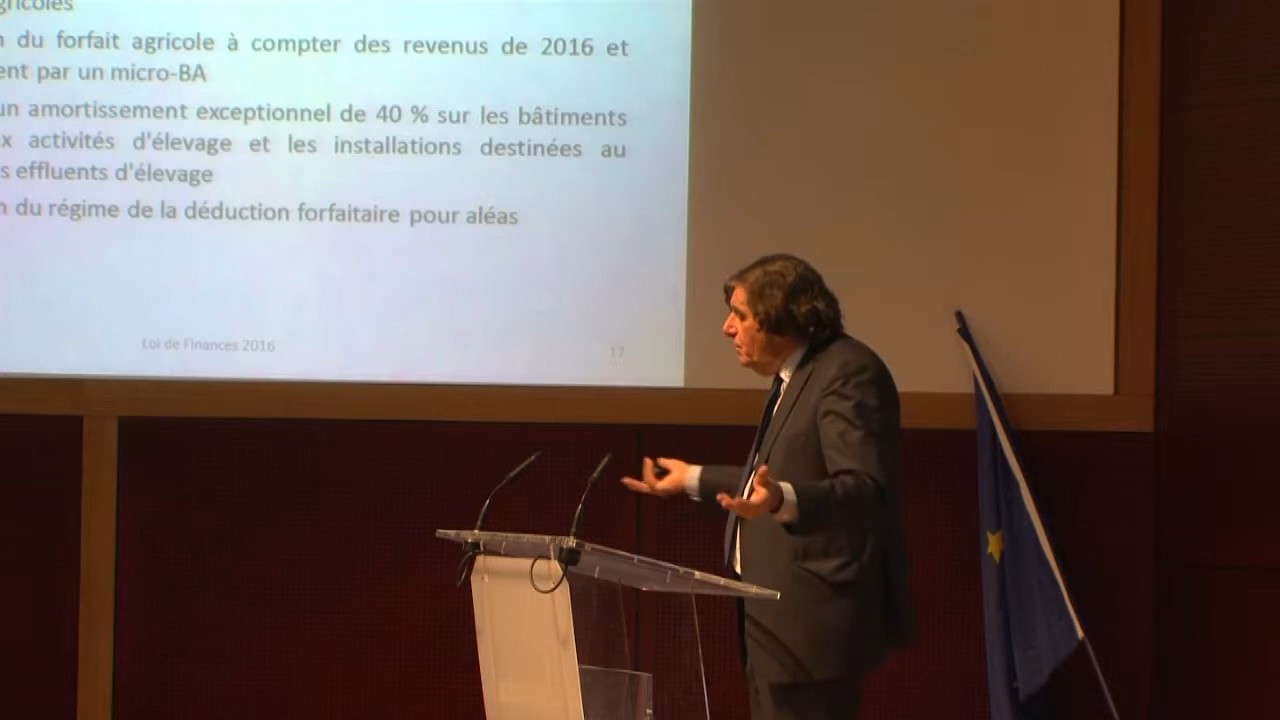 gricoles
n du forfait agricole à compter des revenus de 2016 et
ent par un micro-BA
un amortissement exceptionnel de 40 % sur les bâtiments
x activités d'élevage et les installations destinées au
s effluents d'élevage
n du régime de la déduction forfaitaire pour aléas
Loi de Finances 2016
17